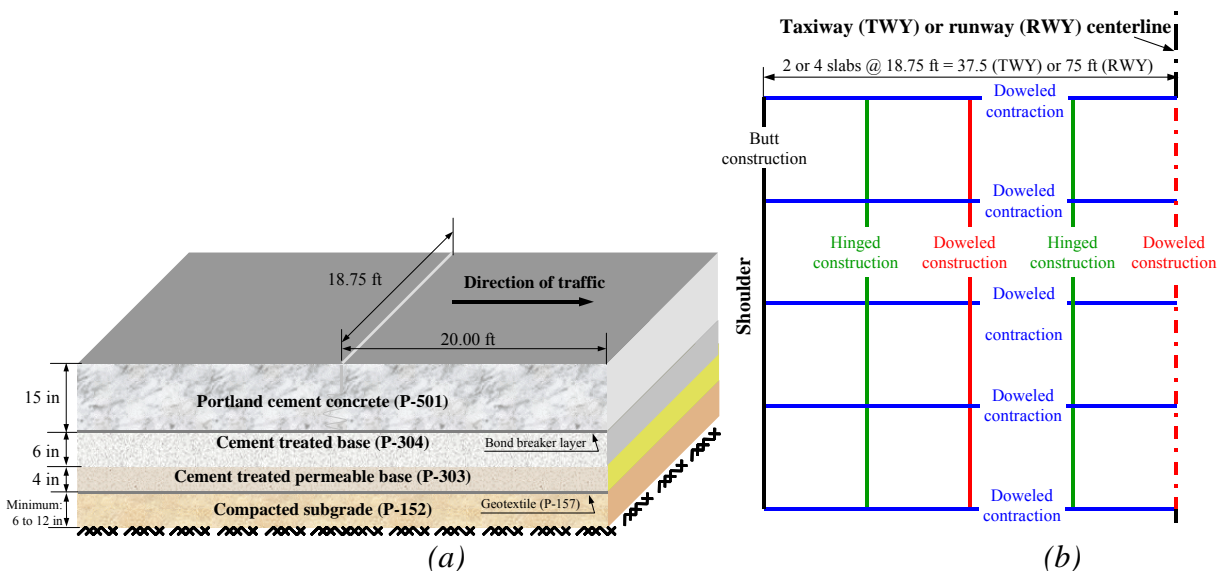 18.75 ft
Direction of traffic
20.00 ft
15 in
Portland cement concrete (P-501)
6 in
Cement treated base (P-304)
Bond breaker layer
4 in
Cement treated permeable base (P-303)
Minimum:
6 to 12 in
Compacted subgrade (P-152)
Geotextile (P-157)
(a)
Taxiway (TWY) or runway (RWY) centerline
2 or 4 slabs @ 18.75 ft = 37.5 (TWY) or 75 ft (RWY)
Doweled
contraction
Butt
construction
Doweled
contraction
Hinged
construction
Doweled
construction
Hinged
construction
Doweled
construction
Shoulder
Doweled
contraction
Doweled
contraction
Doweled
contraction
(b)